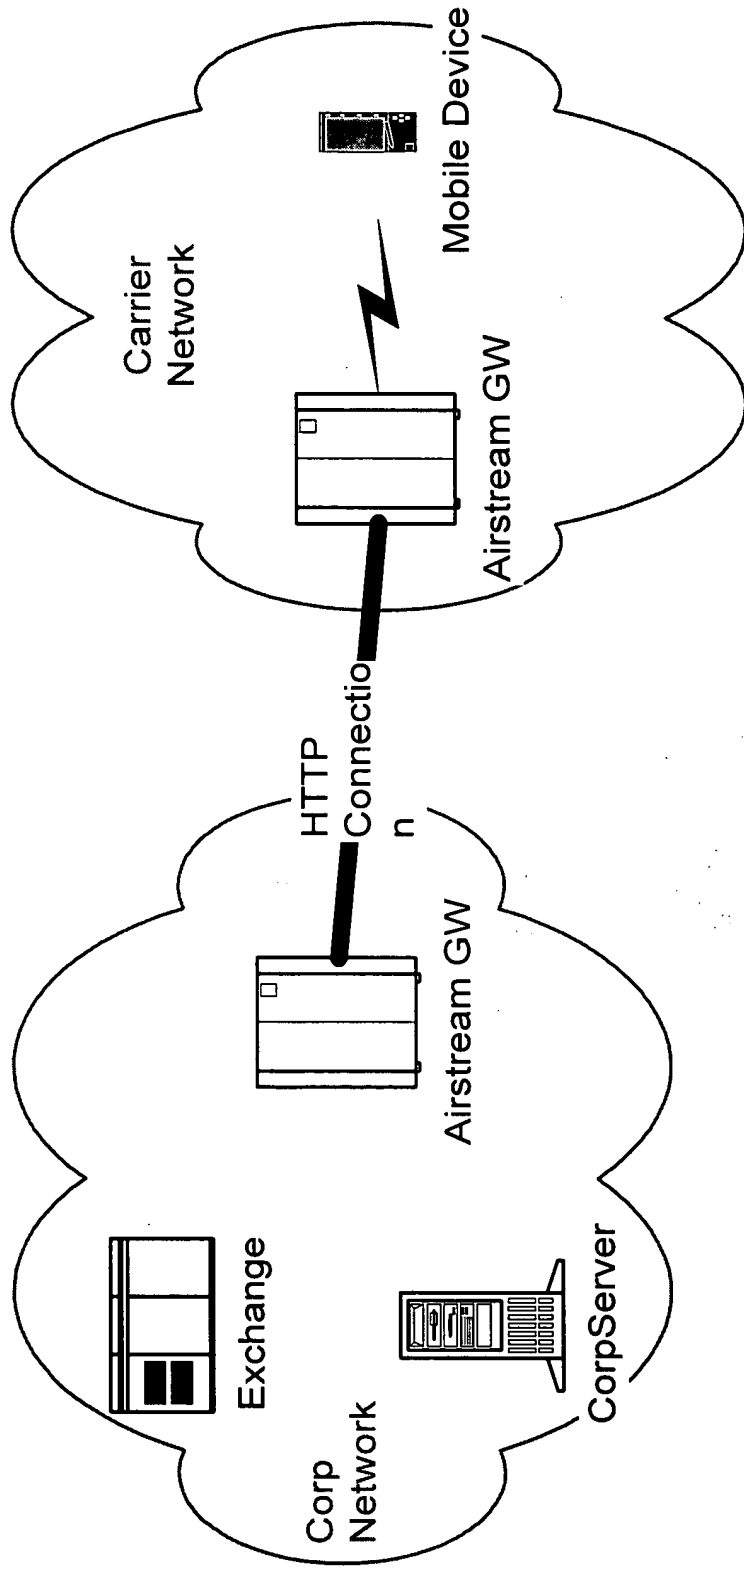 Corp
Network
Exchange
CorpServer
Airstream GW
HTTP
Connectio
n
Carrier
Network
Airstream GW
Mobile Device